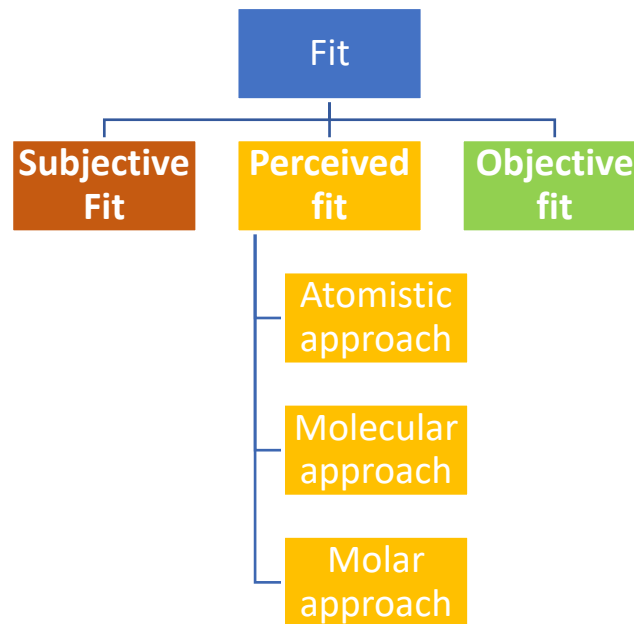 Fit
Subjective
Fit
Perceived
fit
Objective
fit
Atomistic
approach
Molecular
approach
Molar
approach